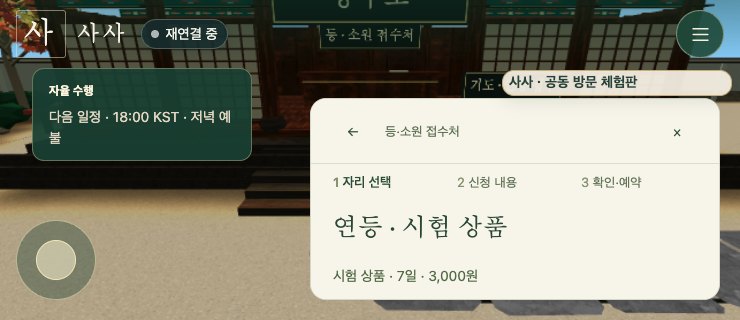 사 사사 재연결 중
등·소원 접수처
자율 수행
다음 일정 · 18:00 KST · 저녁 예
불
기도·
사사 · 공동 방문 체험판
← 등·소원 접수처 ×
1 자리 선택 2 신청 내용 3 확인·예약
연등·시험 상품
시험 상품 · 7일 · 3,000원